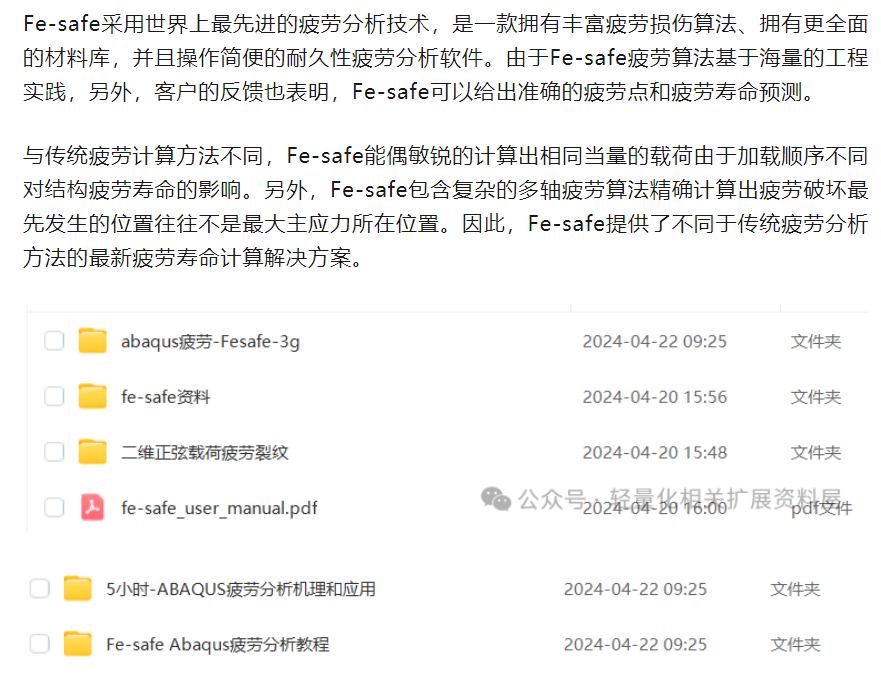 Fe-safe采用世界上最先进的疲劳分析技术，是一款拥有丰富疲劳损伤算法、拥有更全面
的材料库，并且操作简便的耐久性疲劳分析软件。由于Fe-safe疲劳算法基于海量的工程
实践，另外，客户的反馈也表明，Fe-safe可以给出准确的疲劳点和疲劳寿命预测。
与传统疲劳计算方法不同，Fe-safe能偶敏锐的计算出相同当量的载荷由于加载顺序不同
对结构疲劳寿命的影响。另外，Fe-safe包含复杂的多轴疲劳算法精确计算出疲劳破坏最
先发生的位置往往不是最大主应力所在位置。因此，Fe-safe提供了不同于传统疲劳分析
方法的最新疲劳寿命计算解决方案。
abaqus疲劳-Fesafe-3g 2024-04-22 09:25 文件夹
fe-safe资料 2024-04-20 15:56 文件夹
二维正弦载荷疲劳裂纹 2024-04-20 15:48 文件夹
公众号·轻量化相关扩展资料局
fe-safe_user_manual.pdf 2024-04-20 16:00 pdf文件
5小时-ABAQUS疲劳分析机理和应用 2024-04-22 09:25 文件夹
Fe-safe Abaqus疲劳分析教程 2024-04-22 09:25 文件夹